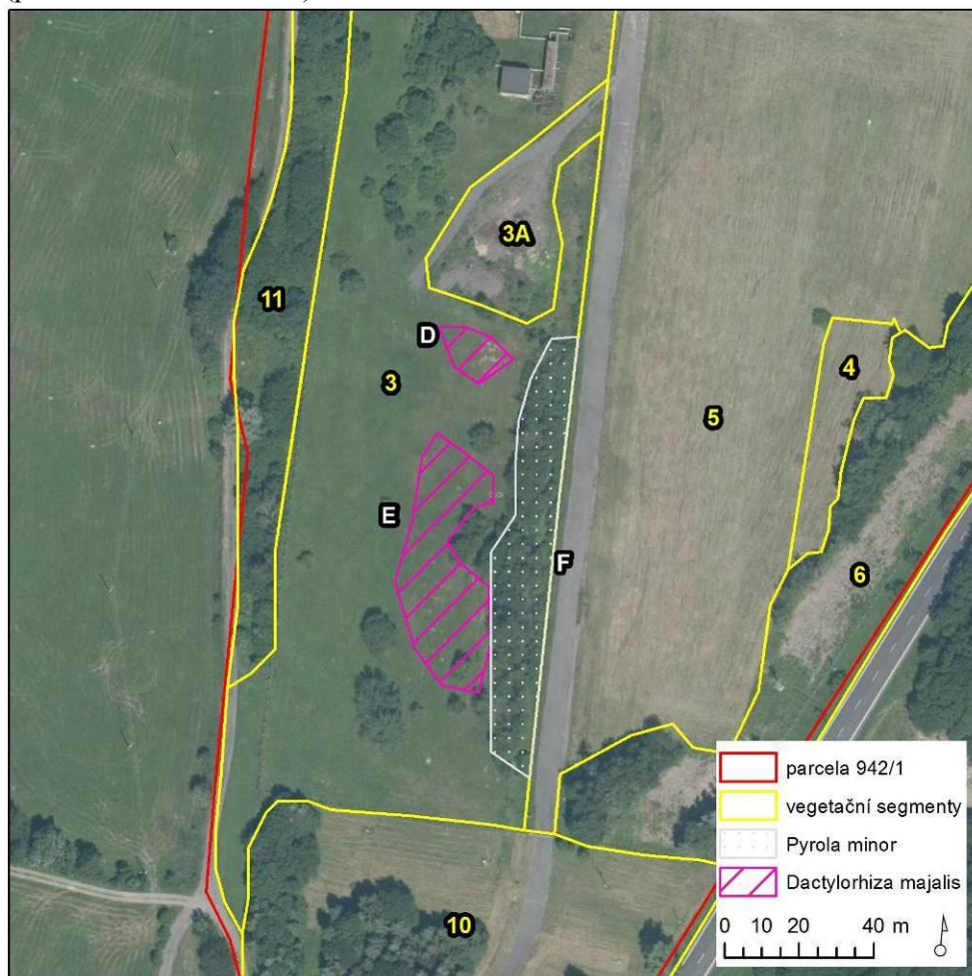 3A
11
D
3
4
5
E
F
6
10
parcela 942/1
vegetační segmenty
Pyrola minor
Dactylorhiza majalis
0 10 20 40 m